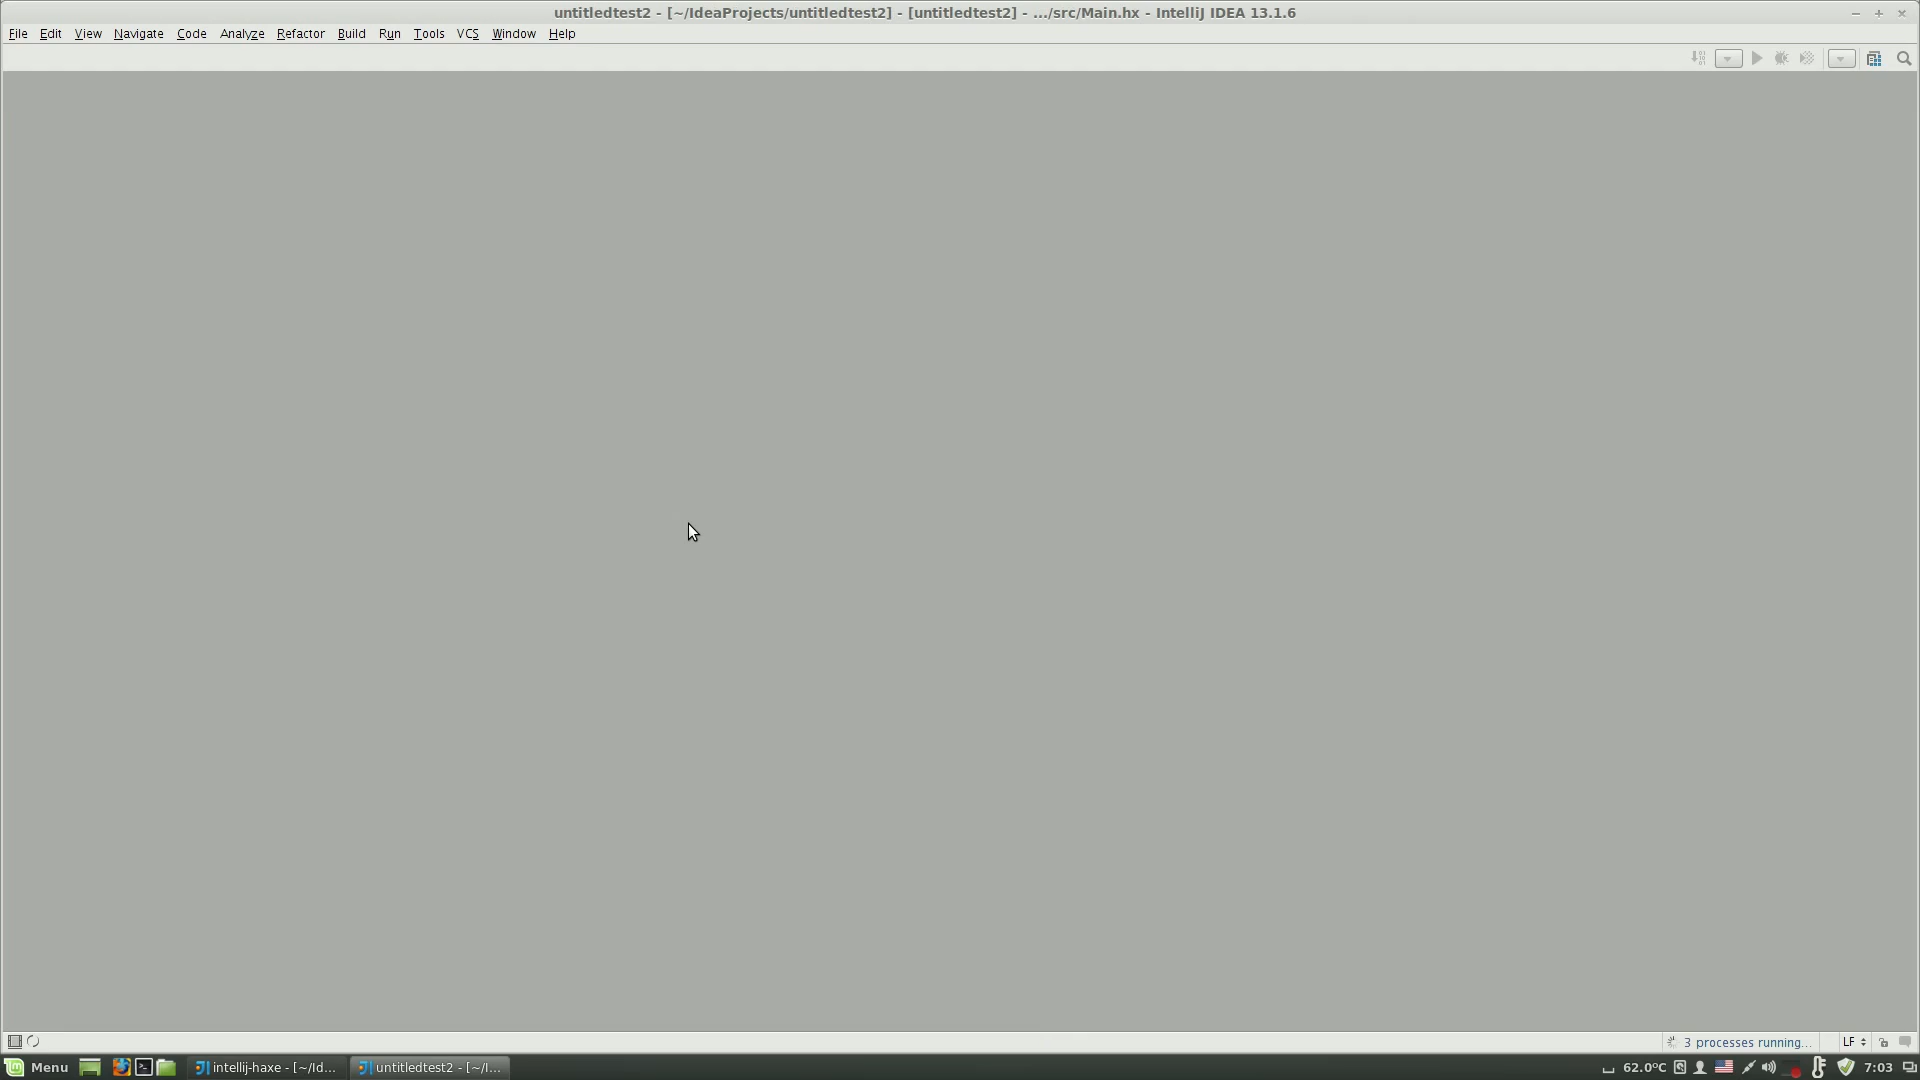 untitledtest2 - [~/IdeaProjects/untitledtest2] - [untitledtest2] - .../src/Main.hx - IntelliJ IDEA 13.1.6
File Edit View Navigate Code Analyze Refactor Build Run Tools VCS Window Help
3 processes running... LF
Menu intellij-haxe - [~/Id... untitledtest2 - [~/I... 62.0ºC 7:03